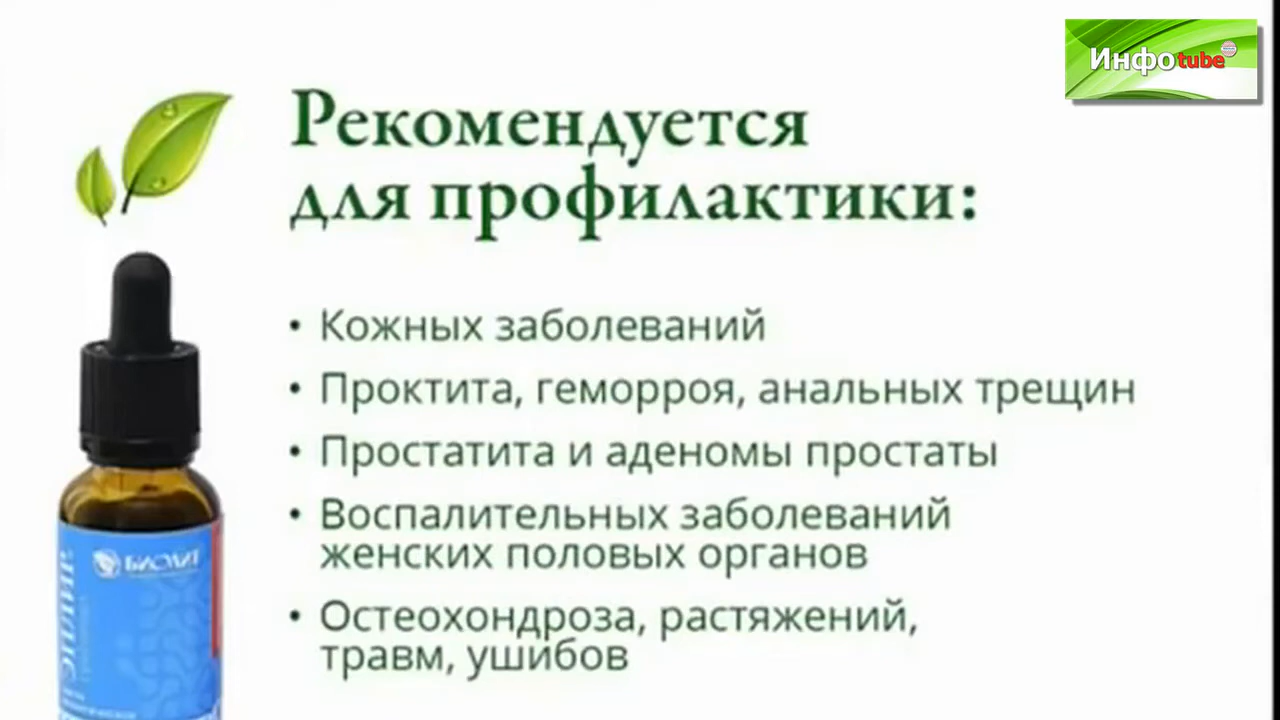 Инфоtube
Рекомендуется
для профилактики:
• Кожных заболеваний
• Проктита, геморроя, анальных трещин
• Простатита и аденомы простаты
• Воспалительных заболеваний
женских половых органов
• Остеохондроза, растяжений,
травм, ушибов
БИОЛИТ